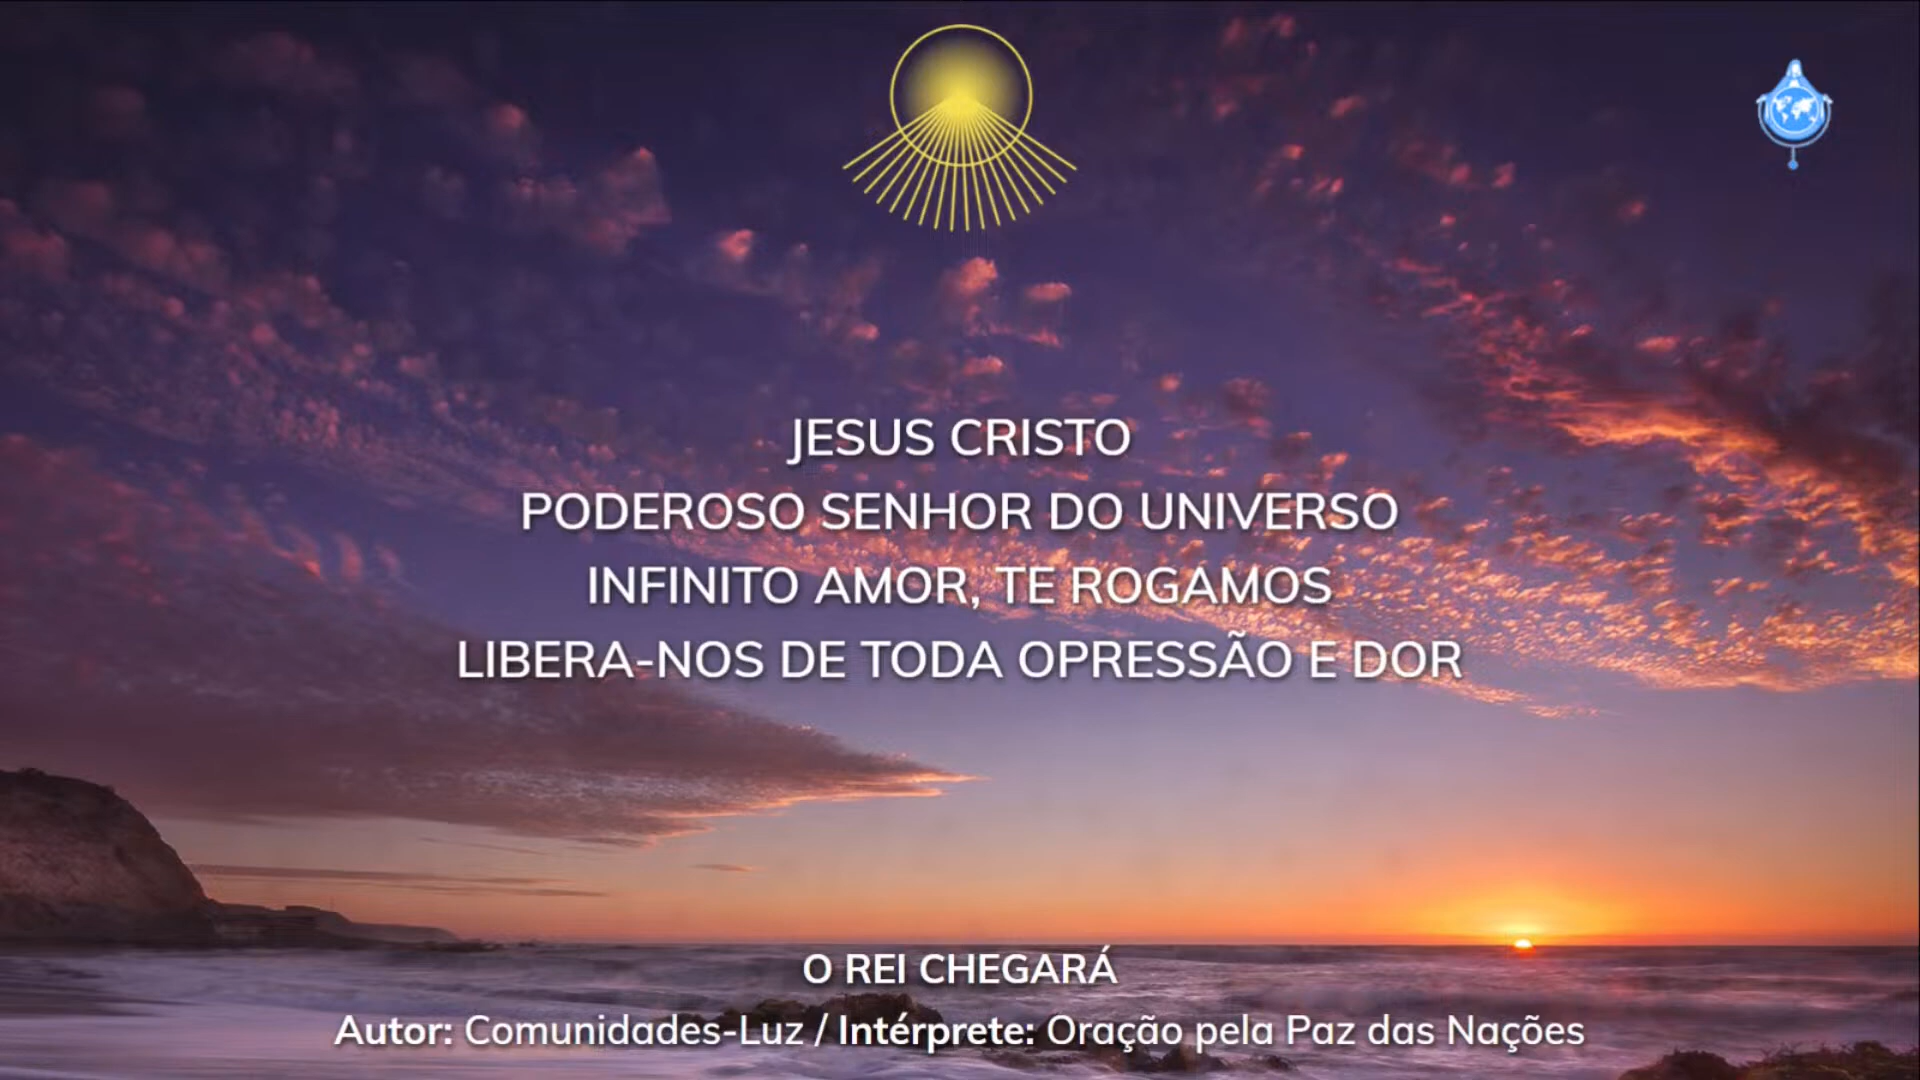 JESUS CRISTO
PODEROSO SENHOR DO UNIVERSO
INFINITO AMOR, TE ROGAMOS
LIBERA-NOS DE TODA OPRESSÃO E DOR
O REI CHEGARÁ
Autor: Comunidades-Luz / Intérprete: Oração pela Paz das Nações